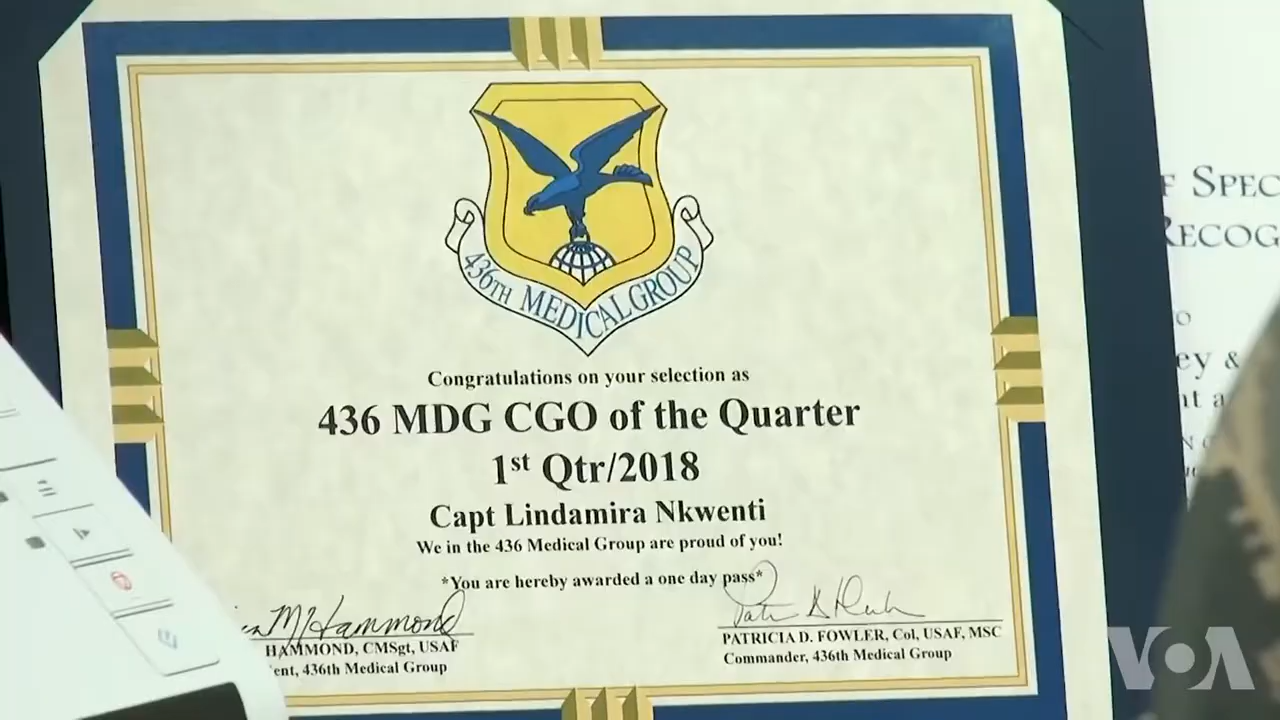 436TH MEDICAL GROUP
Congratulations on your selection as
436 MDG CGO of the Quarter
1st Qtr/2018
Capt Lindamira Nkwenti
We in the 436 Medical Group are proud of you!
*You are hereby awarded a one day pass*
HAMMOND, CMSgt, USAF
ent, 436th Medical Group
PATRICIA D. FOWLER, Col, USAF, MSC
Commander, 436th Medical Group
F SPEC
RECOG
ey &
VOA